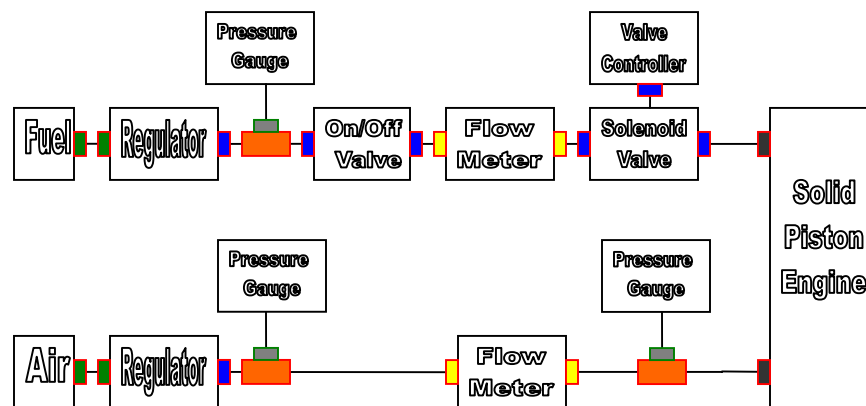 Pressure
Gauge
Valve
Controller
Fuel
Regulator
On/Off
Valve
Flow
Meter
Solenoid
Valve
Solid
Piston
Engine
Pressure
Gauge
Pressure
Gauge
Air
Regulator
Flow
Meter